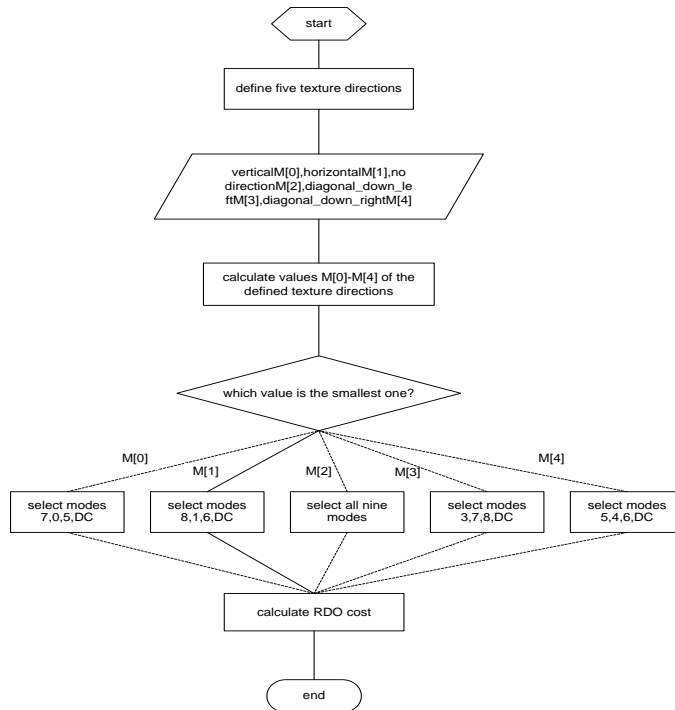 start
define five texture directions
verticalM[0],horizontalM[1],no
directionM[2],diagonal_down_le
ftM[3],diagonal_down_rightM[4]
calculate values M[0]-M[4] of the
defined texture directions
which value is the smallest one?
M[0]
M[1]
M[2]
M[3]
M[4]
select modes
7,0,5,DC
select modes
8,1,6,DC
select all nine
modes
select modes
3,7,8,DC
select modes
5,4,6,DC
calculate RDO cost
end